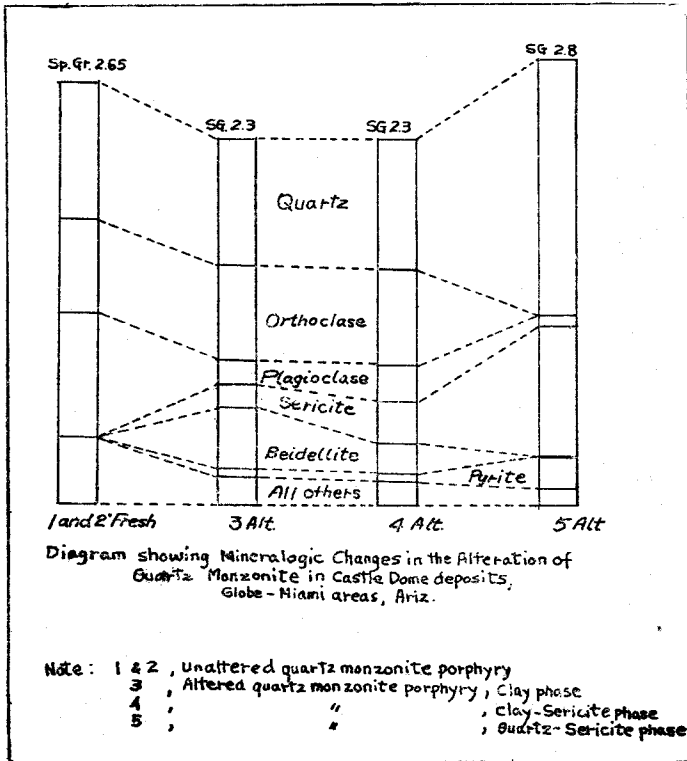 SG 2.8
Sp.Gr. 2.65
SG. 2.3 SG 2.3
Quartz
Orthoclase
Plagioclase
Sericite
Beidellite
Pyrite
All others
1 and 2 Fresh 3 Alt. 4 Alt. 5 Alt
Diagram showing Mineralogic Changes in the Alteration of
Quartz Monzonite in Castle Dome deposits,
Globe-Miami areas, Ariz.
Note: 1 & 2, Unaltered quartz monzonite porphyry
3, Altered quartz monzonite porphyry, Clay phase
4, " , Clay-Sericite phase
5, " , Quartz-Sericite phase